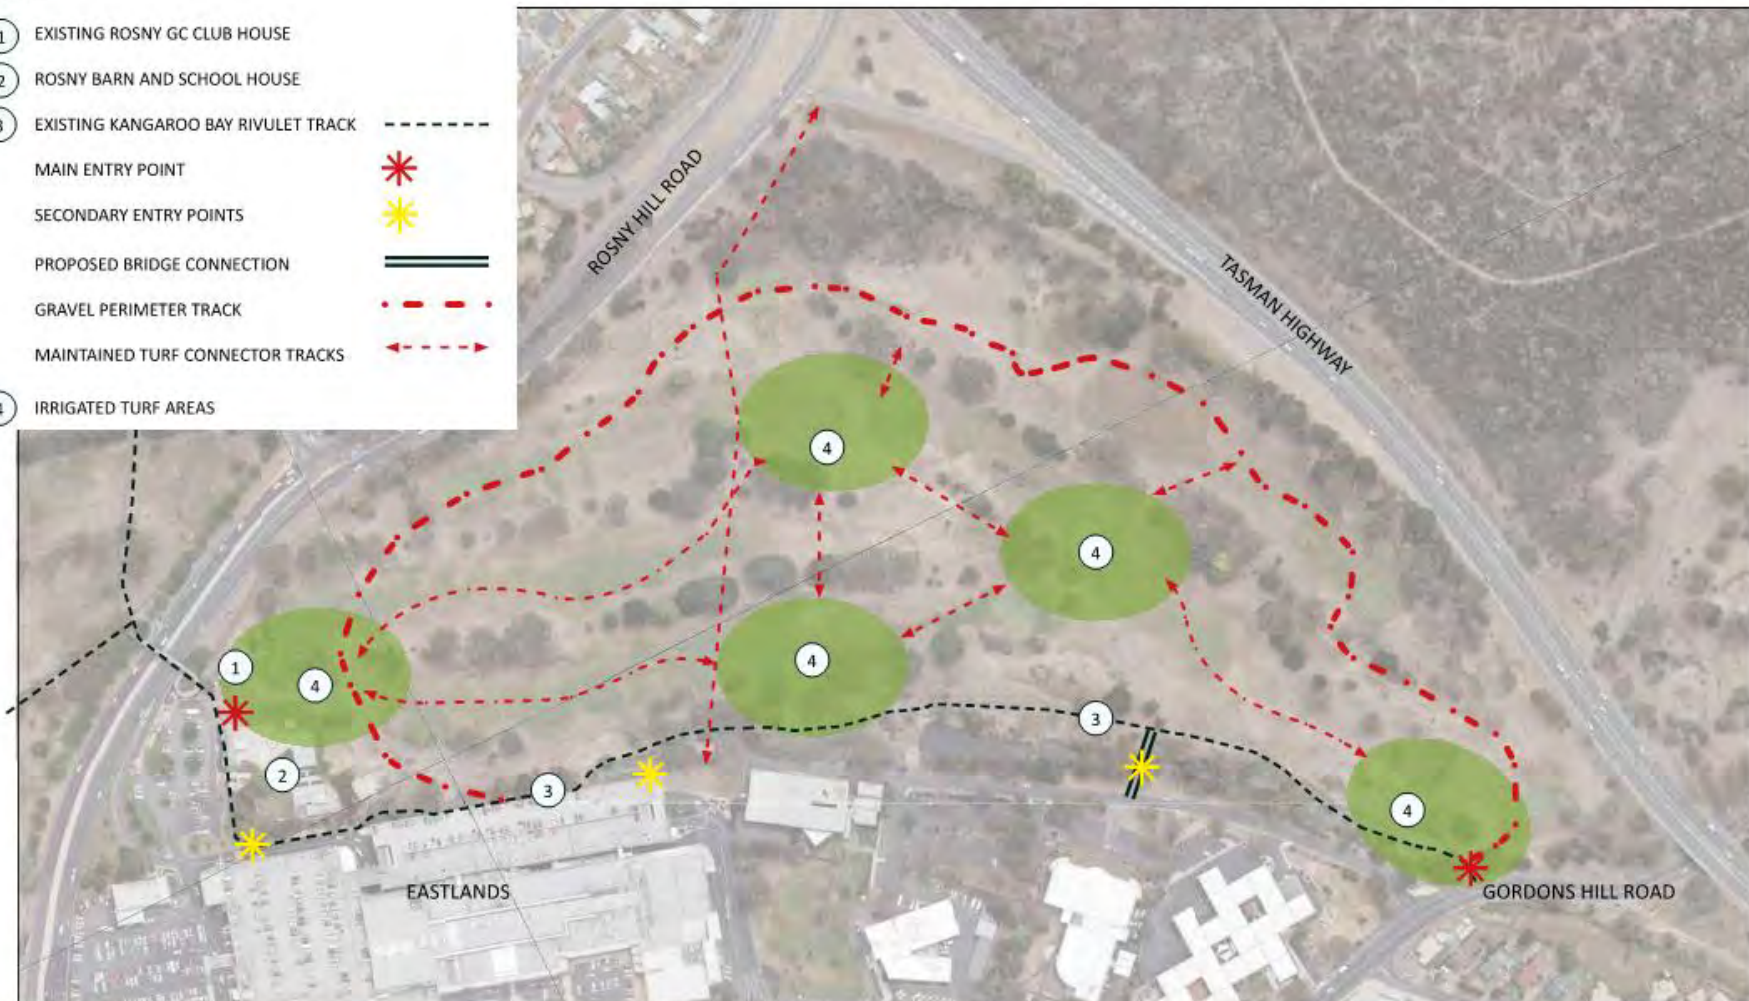 1 EXISTING ROSNY GC CLUB HOUSE
2 ROSNY BARN AND SCHOOL HOUSE
3 EXISTING KANGAROO BAY RIVULET TRACK
MAIN ENTRY POINT
SECONDARY ENTRY POINTS
PROPOSED BRIDGE CONNECTION
GRAVEL PERIMETER TRACK
MAINTAINED TURF CONNECTOR TRACKS
4 IRRIGATED TURF AREAS
ROSNY HILL ROAD
TASMAN HIGHWAY
4
4
4
1
4
3
2
3
4
EASTLANDS
GORDONS HILL ROAD